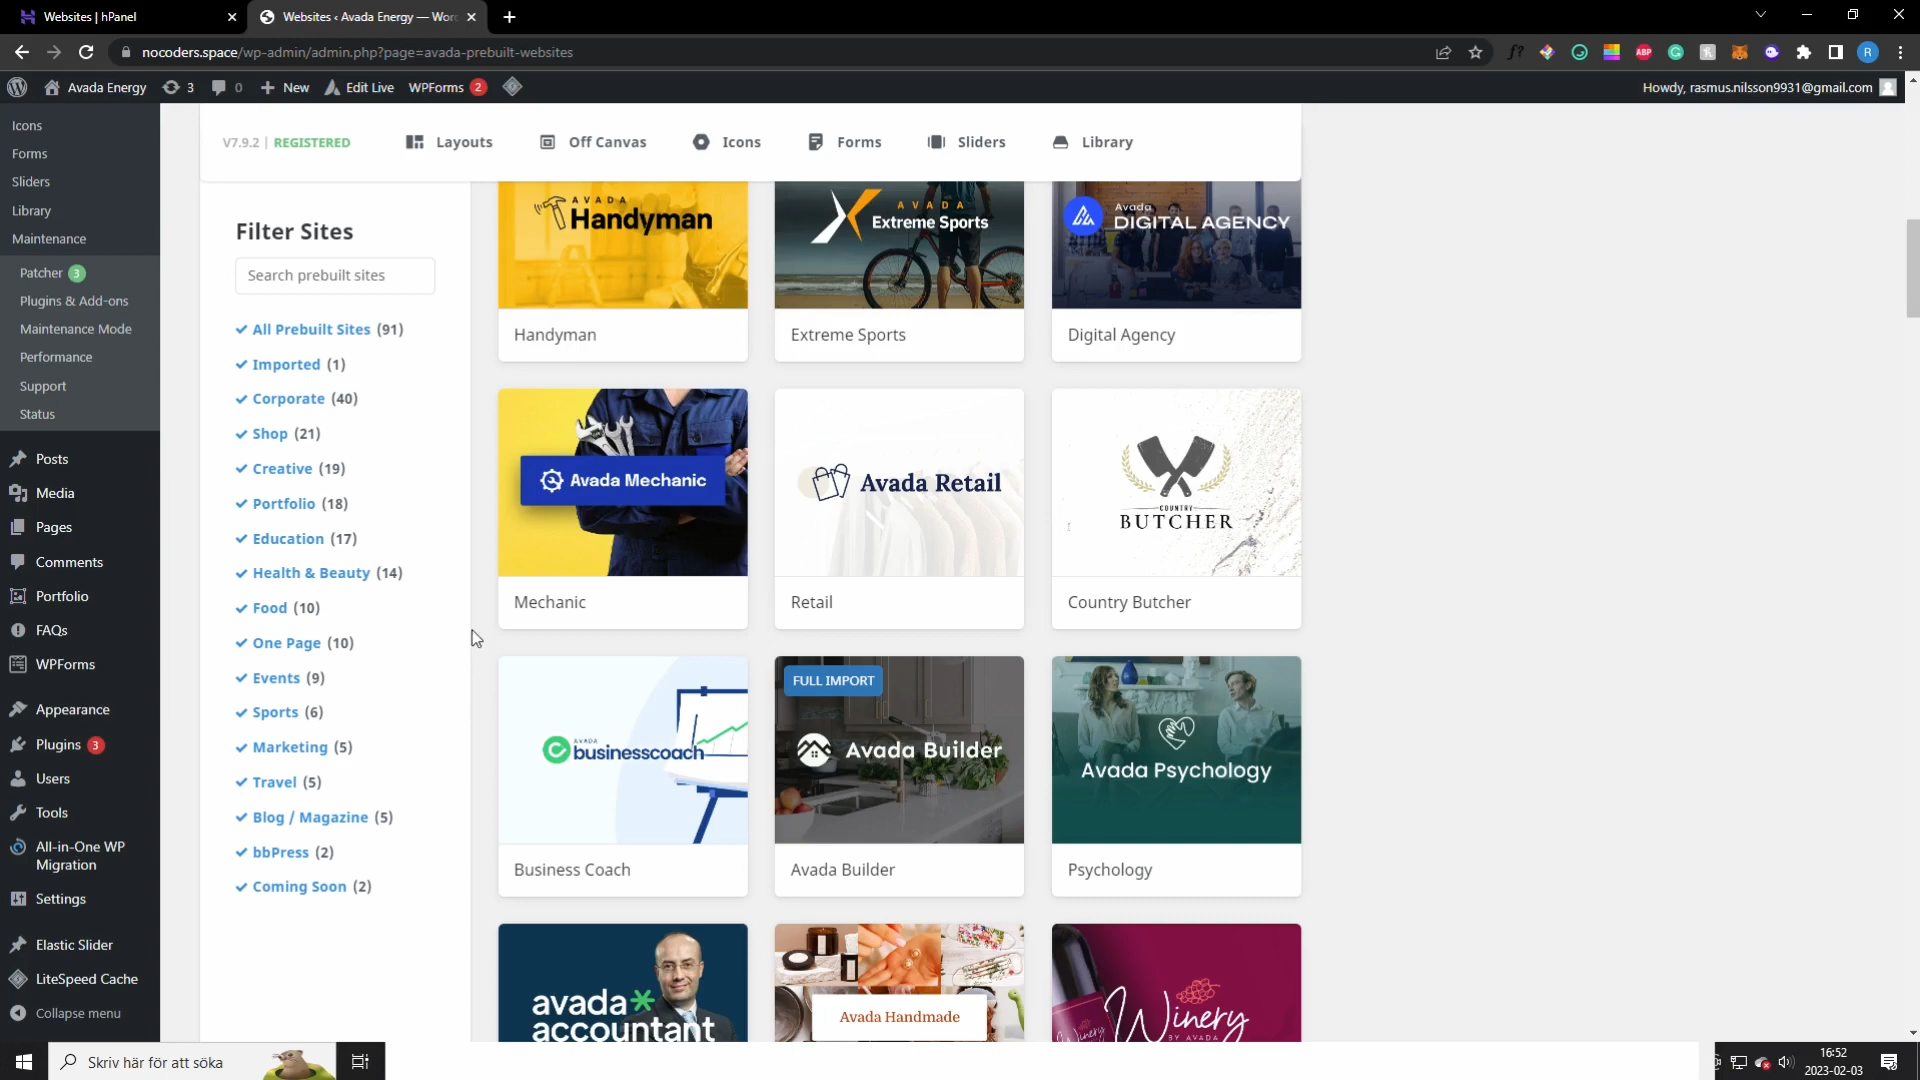 Websites | hPanel
Websites ‹ Avada Energy — Worc
nocoders.space/wp-admin/admin.php?page=avada-prebuilt-websites
Avada Energy
3
0
New
Edit Live
WPForms 2
Howdy, rasmus.nilsson9931@gmail.com
Icons
Forms
Sliders
Library
Maintenance
Patcher 3
Plugins & Add-ons
Maintenance Mode
Performance
Support
Status
Posts
Media
Pages
Comments
Portfolio
FAQs
WPForms
Appearance
Plugins 3
Users
Tools
All-in-One WP
Migration
Settings
Elastic Slider
LiteSpeed Cache
Collapse menu
V7.9.2 | REGISTERED
Layouts
Off Canvas
Icons
Forms
Sliders
Library
Filter Sites
Search prebuilt sites
All Prebuilt Sites (91)
Imported (1)
Corporate (40)
Shop (21)
Creative (19)
Portfolio (18)
Education (17)
Health & Beauty (14)
Food (10)
One Page (10)
Events (9)
Sports (6)
Marketing (5)
Travel (5)
Blog / Magazine (5)
bbPress (2)
Coming Soon (2)
AVADA
Handyman
Handyman
AVADA
Extreme Sports
Extreme Sports
Avada
DIGITAL AGENCY
Digital Agency
Avada Mechanic
Mechanic
Avada Retail
Retail
COUNTRY
BUTCHER
Country Butcher
AVADA
businesscoach
Business Coach
FULL IMPORT
Avada Builder
Avada Builder
Avada Psychology
Psychology
avada
accountant
Avada Handmade
Winery
BY AVADA
Winery
Skriv här för att söka
16:52
2023-02-03
ABP
R
f?